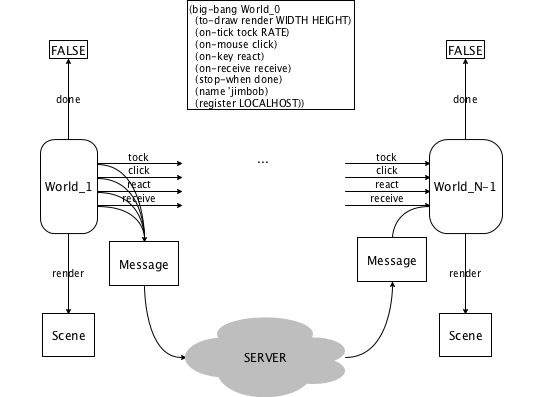 (big-bang World_0
(to-draw render WIDTH HEIGHT)
(on-tick tock RATE)
(on-mouse click)
(on-key react)
(on-receive receive)
(stop-when done)
(name 'jimbob)
(register LOCALHOST))
FALSE
FALSE
done
done
World_1
tock
click
react
receive
...
tock
click
react
receive
World_N-1
Message
Message
render
render
Scene
SERVER
Scene